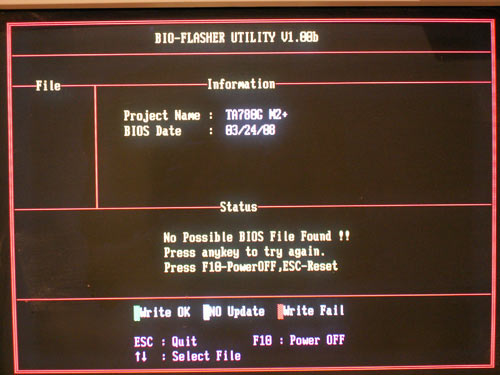 BIO-FLASHER UTILITY V1.00b
File
Information
Project Name : TA780G M2+
BIOS Date : 03/24/08
Status
No Possible BIOS File Found !!
Press anykey to try again.
Press F10-PowerOFF,ESC-Reset
Write OK NO Update Write Fail
ESC : Quit F10 : Power OFF
↑↓ : Select File